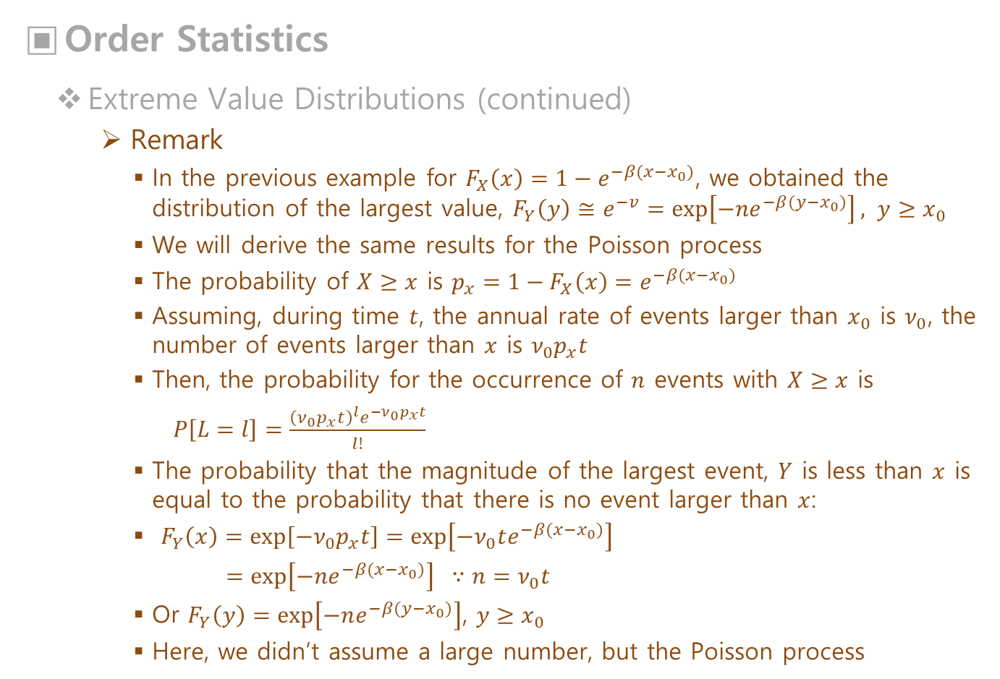 ▣ Order Statistics
❖ Extreme Value Distributions (continued)
➢ Remark
▪ In the previous example for $F_X(x) = 1 - e^{-\beta(x-x_0)}$, we obtained the
distribution of the largest value, $F_Y(y) \cong e^{-v} = \exp\left[-ne^{-\beta(y-x_0)}\right]$, $y \geq x_0$
▪ We will derive the same results for the Poisson process
▪ The probability of $X \geq x$ is $p_x = 1 - F_X(x) = e^{-\beta(x-x_0)}$
▪ Assuming, during time $t$, the annual rate of events larger than $x_0$ is $\nu_0$, the
number of events larger than $x$ is $\nu_0 p_x t$
▪ Then, the probability for the occurrence of $n$ events with $X \geq x$ is
$P[L = l] = \frac{(\nu_0 p_x t)^l e^{-\nu_0 p_x t}}{l!}$
▪ The probability that the magnitude of the largest event, $Y$ is less than $x$ is
equal to the probability that there is no event larger than $x$:
▪ $F_Y(x) = \exp[-\nu_0 p_x t] = \exp\left[-\nu_0 t e^{-\beta(x-x_0)}\right]$
$= \exp\left[-ne^{-\beta(x-x_0)}\right]$ $\because n = \nu_0 t$
▪ Or $F_Y(y) = \exp\left[-ne^{-\beta(y-x_0)}\right]$, $y \geq x_0$
▪ Here, we didn't assume a large number, but the Poisson process